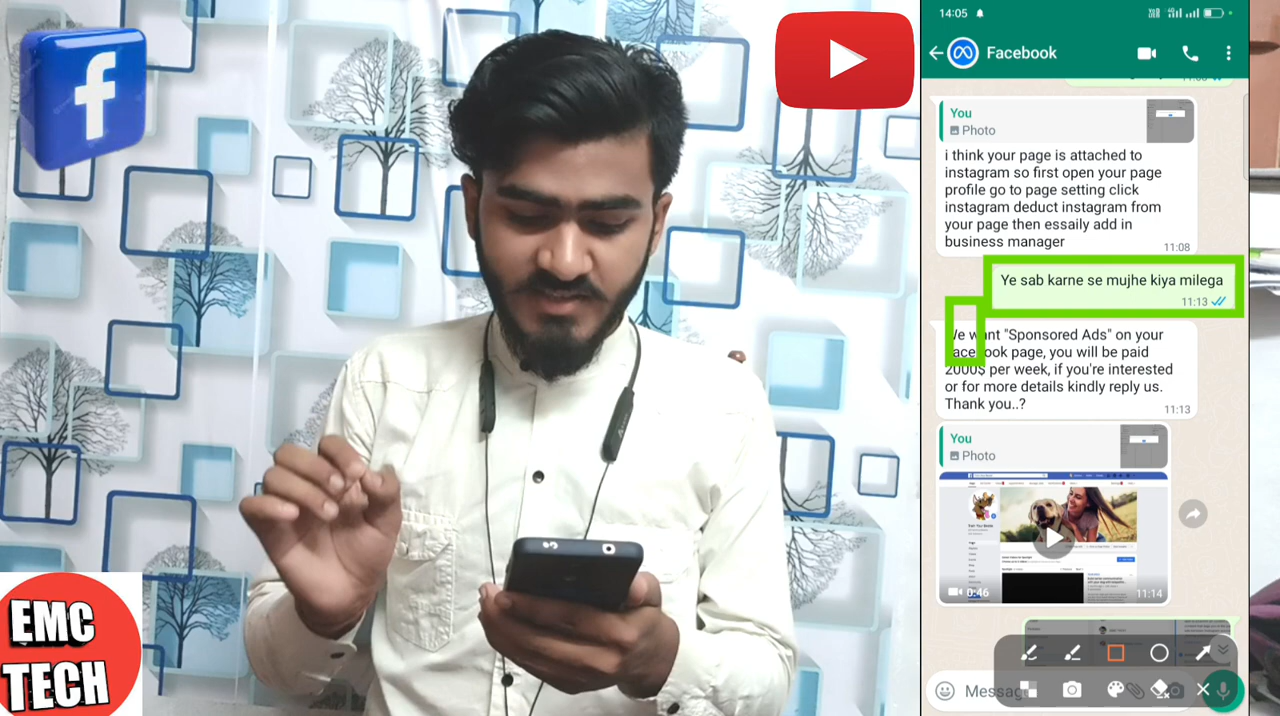 f
EMC
TECH
14:05
Facebook
You
Photo
i think your page is attached to
instagram so first open your page
profile go to page setting click
instagram deduct instagram from
your page then essaily add in
business manager
11:08
Ye sab karne se mujhe kiya milega
11:13
We want "Sponsored Ads" on your
facebook page, you will be paid
2000$ per week, if you're interested
or for more details kindly reply us.
Thank you..?
11:13
You
Photo
0:46
11:14